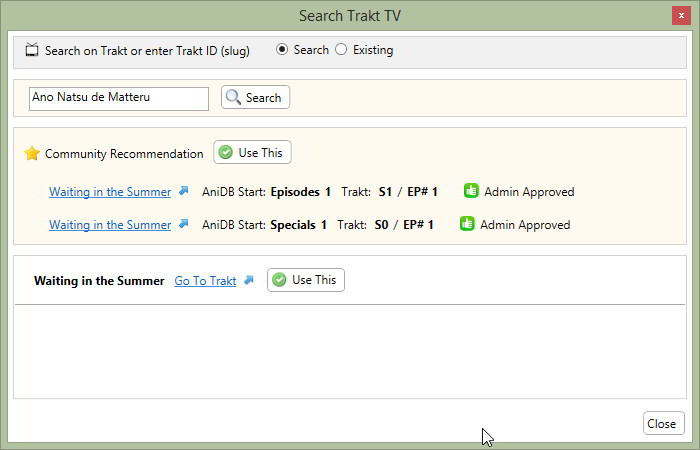 Search Trakt TV
x
Search on Trakt or enter Trakt ID (slug) Search Existing
Ano Natsu de Matteru Search
Community Recommendation Use This
Waiting in the Summer AniDB Start: Episodes 1 Trakt: S1 / EP# 1 Admin Approved
Waiting in the Summer AniDB Start: Specials 1 Trakt: S0 / EP# 1 Admin Approved
Waiting in the Summer Go To Trakt Use This
Close